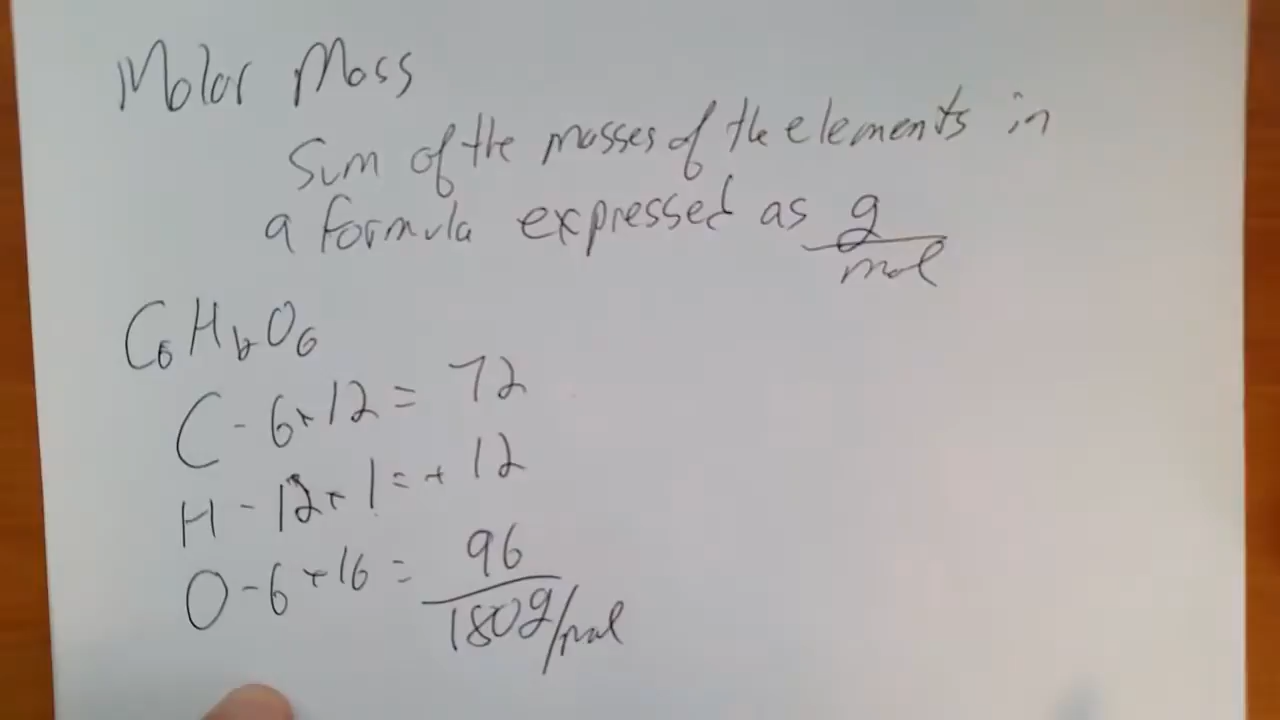 Molar Mass
Sum of the masses of the elements in
a formula expressed as g/mol
C6H12O6
C - 6 × 12 = 72
H - 12 × 1 = + 12
O - 6 × 16 = 96
180g/mol